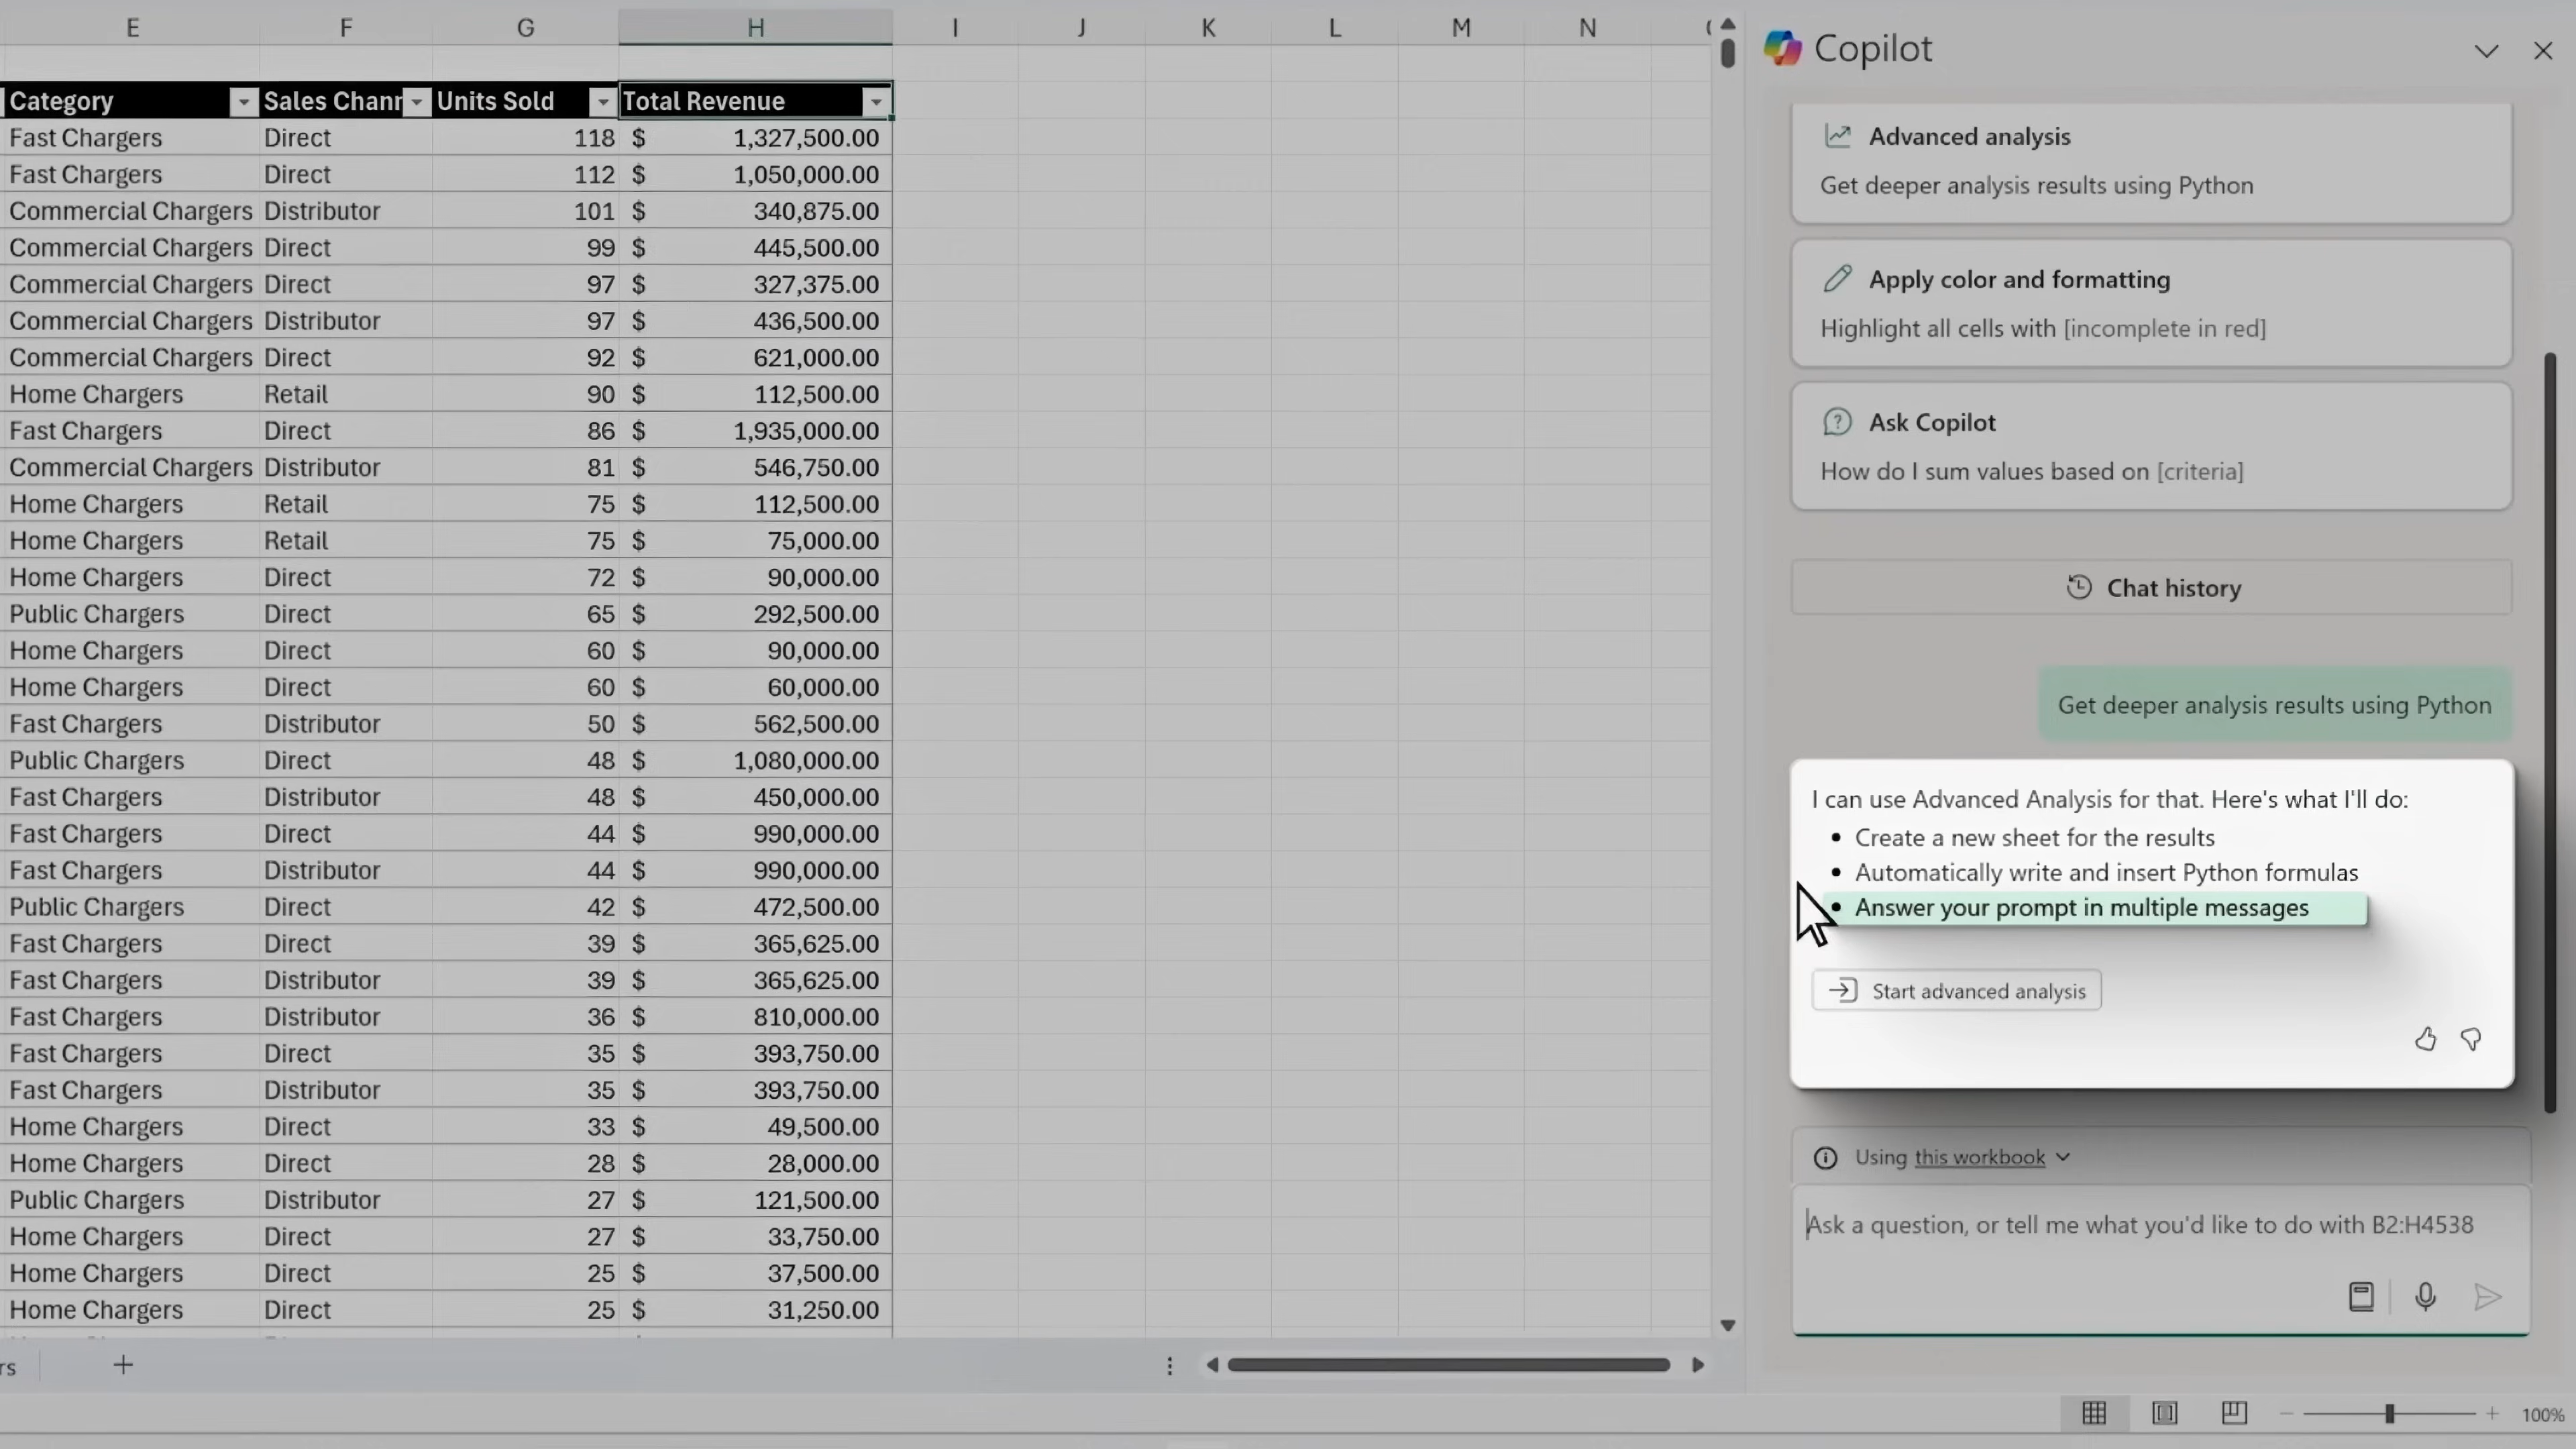 E F G H I J K L M N
Category Sales Chann Units Sold Total Revenue
Fast Chargers Direct 118 $ 1,327,500.00
Fast Chargers Direct 112 $ 1,050,000.00
Commercial Chargers Distributor 101 $ 340,875.00
Commercial Chargers Direct 99 $ 445,500.00
Commercial Chargers Direct 97 $ 327,375.00
Commercial Chargers Distributor 97 $ 436,500.00
Commercial Chargers Direct 92 $ 621,000.00
Home Chargers Retail 90 $ 112,500.00
Fast Chargers Direct 86 $ 1,935,000.00
Commercial Chargers Distributor 81 $ 546,750.00
Home Chargers Retail 75 $ 112,500.00
Home Chargers Retail 75 $ 75,000.00
Home Chargers Direct 72 $ 90,000.00
Public Chargers Direct 65 $ 292,500.00
Home Chargers Direct 60 $ 90,000.00
Home Chargers Direct 60 $ 60,000.00
Fast Chargers Distributor 50 $ 562,500.00
Public Chargers Direct 48 $ 1,080,000.00
Fast Chargers Distributor 48 $ 450,000.00
Fast Chargers Direct 44 $ 990,000.00
Fast Chargers Distributor 44 $ 990,000.00
Public Chargers Direct 42 $ 472,500.00
Fast Chargers Direct 39 $ 365,625.00
Fast Chargers Distributor 39 $ 365,625.00
Fast Chargers Distributor 36 $ 810,000.00
Fast Chargers Direct 35 $ 393,750.00
Fast Chargers Distributor 35 $ 393,750.00
Home Chargers Direct 33 $ 49,500.00
Home Chargers Direct 28 $ 28,000.00
Public Chargers Distributor 27 $ 121,500.00
Home Chargers Direct 27 $ 33,750.00
Home Chargers Direct 25 $ 37,500.00
Home Chargers Direct 25 $ 31,250.00
rs
Copilot
Advanced analysis
Get deeper analysis results using Python
Apply color and formatting
Highlight all cells with [incomplete in red]
Ask Copilot
How do I sum values based on [criteria]
Chat history
Get deeper analysis results using Python
I can use Advanced Analysis for that. Here's what I'll do:
• Create a new sheet for the results
• Automatically write and insert Python formulas
• Answer your prompt in multiple messages
Start advanced analysis
Using this workbook
Ask a question, or tell me what you'd like to do with B2:H4538
100%